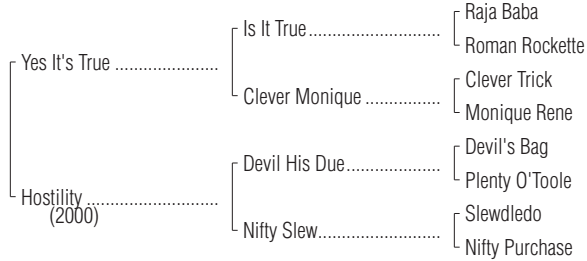 Raja Baba
Is It True
Roman Rockette
Yes It's True
Clever Trick
Clever Monique
Monique Rene
Devil's Bag
Devil His Due
Plenty O'Toole
Hostility
(2000)
Slewdledo
Nifty Slew
Nifty Purchase